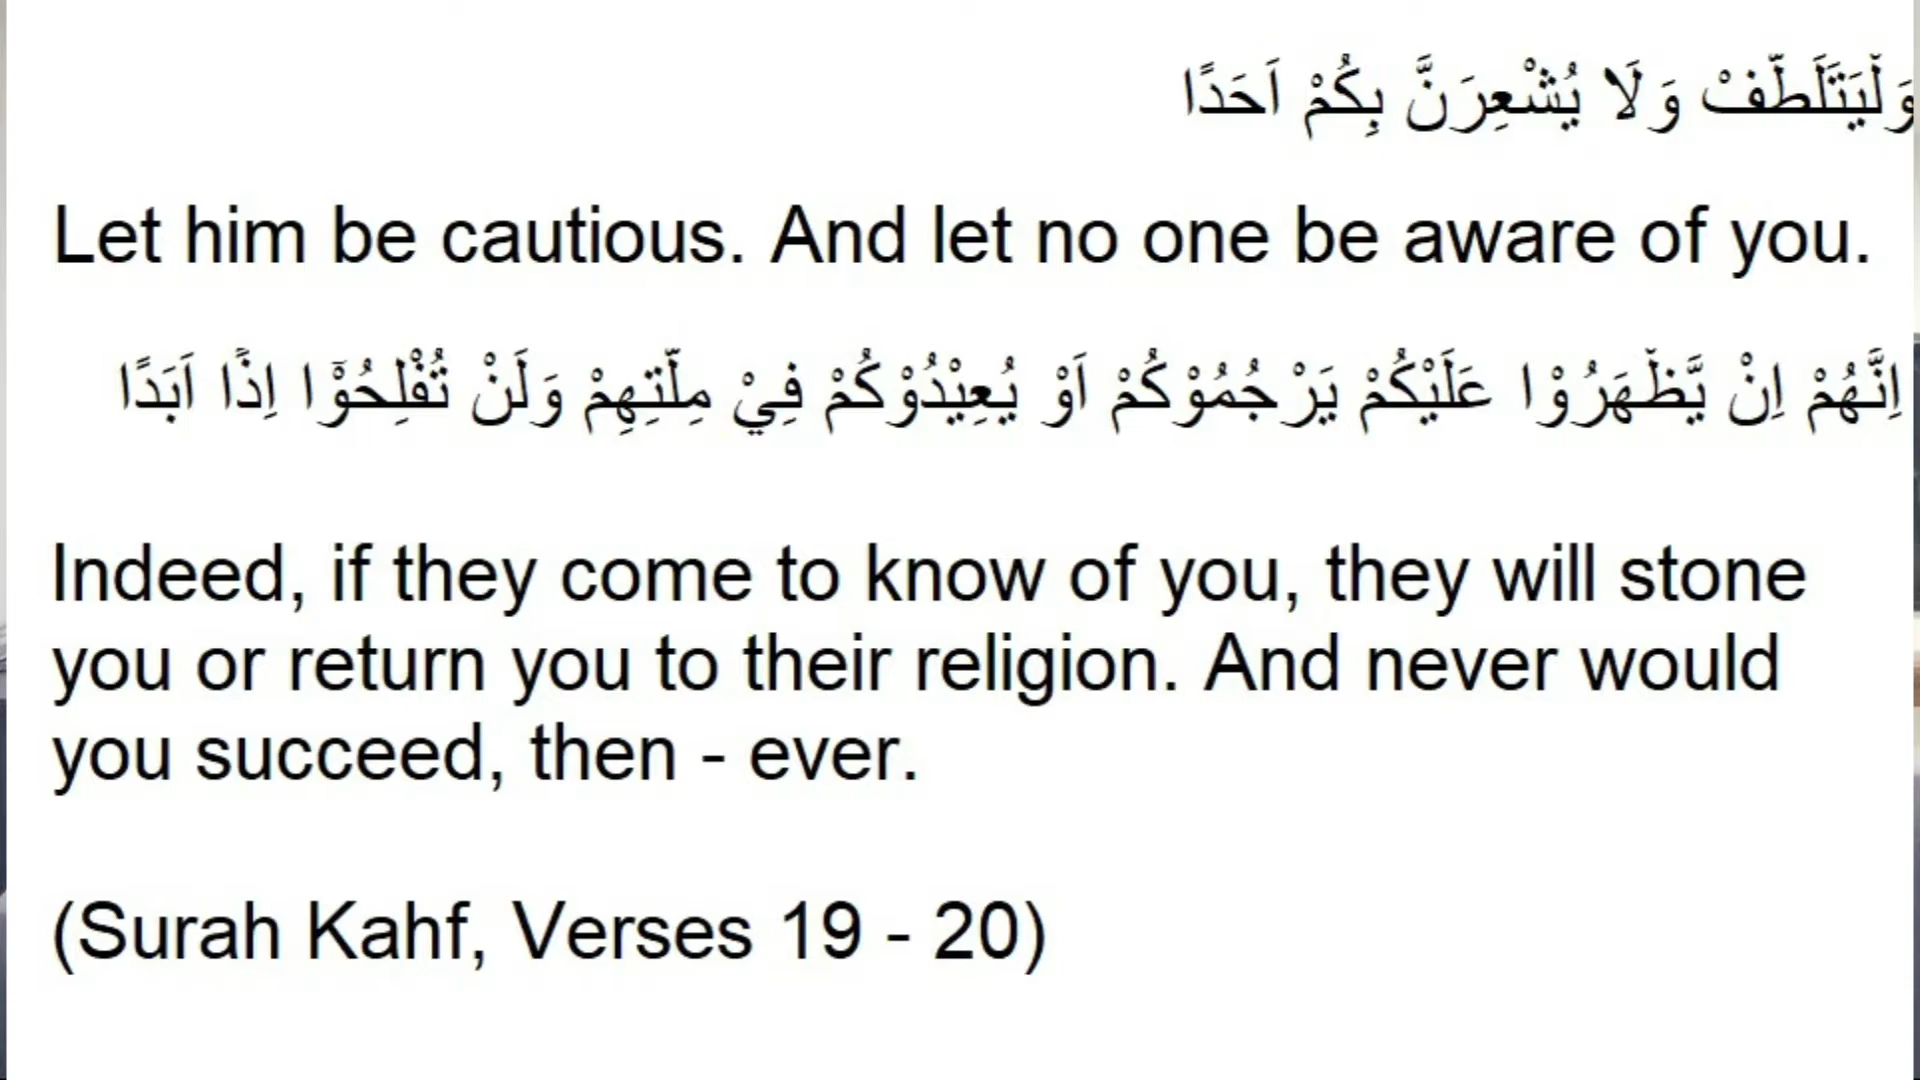 وَلْيَتَلَطَّفْ وَلَا يُشْعِرَنَّ بِكُمْ اَحَدًا
Let him be cautious. And let no one be aware of you.
اِنَّهُمْ اِنْ يَّظْهَرُوْا عَلَيْكُمْ يَرْجُمُوْكُمْ اَوْ يُعِيْدُوْكُمْ فِيْ مِلَّتِهِمْ وَلَنْ تُفْلِحُوْٓا اِذًا اَبَدًا
Indeed, if they come to know of you, they will stone
you or return you to their religion. And never would
you succeed, then - ever.
(Surah Kahf, Verses 19 - 20)